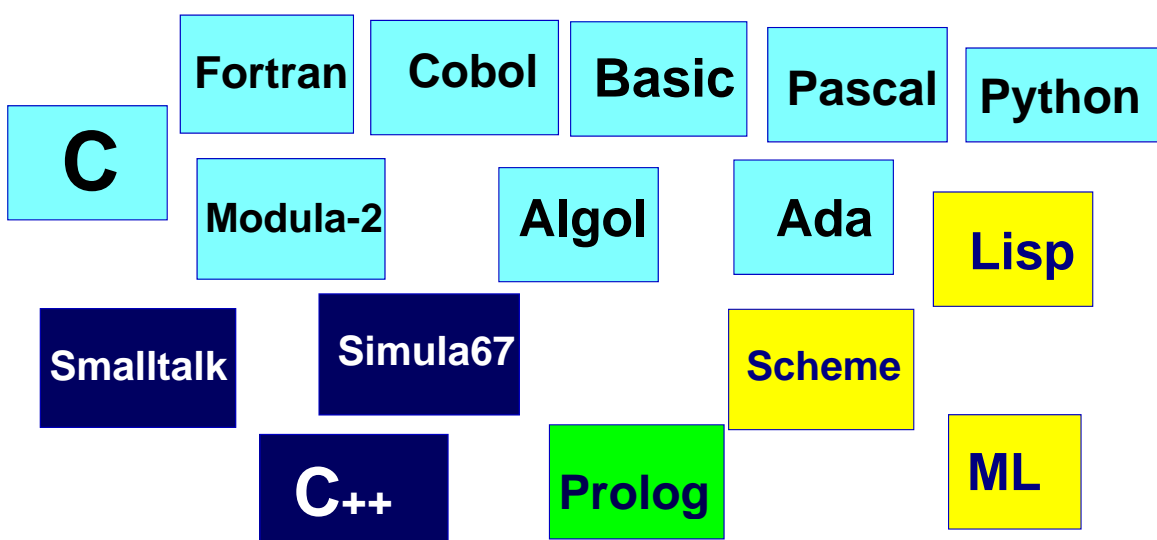 Fortran
Cobol
Basic
Pascal
Python
C
Modula-2
Algol
Ada
Lisp
Smalltalk
Simula67
Scheme
C++
Prolog
ML